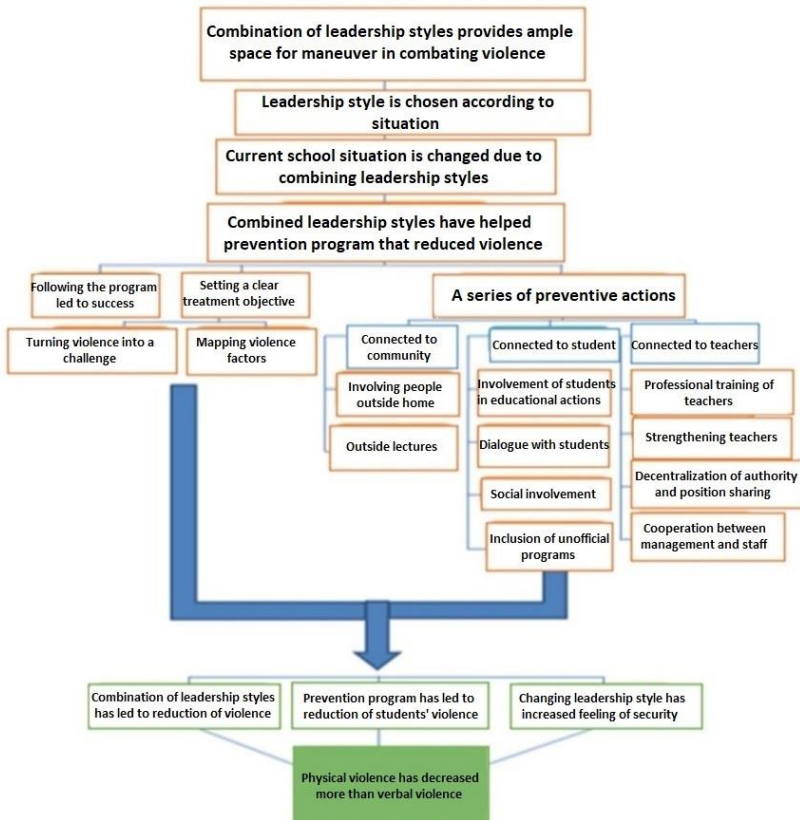 Combination of leadership styles provides ample
space for maneuver in combating violence
Leadership style is chosen according to
situation
Current school situation is changed due to
combining leadership styles
Combined leadership styles have helped
prevention program that reduced violence
Following the program
led to success
Setting a clear
treatment objective
A series of preventive actions
Turning violence into a
challenge
Mapping violence
factors
Connected to
community
Involving people
outside home
Outside lectures
Connected to student
Involvement of students
in educational actions
Dialogue with students
Social involvement
Inclusion of unofficial
programs
Connected to teachers
Professional training of
teachers
Strengthening teachers
Decentralization of authority
and position sharing
Cooperation between
management and staff
Combination of leadership styles
has led to reduction of violence
Prevention program has led to
reduction of students' violence
Changing leadership style has
increased feeling of security
Physical violence has decreased
more than verbal violence